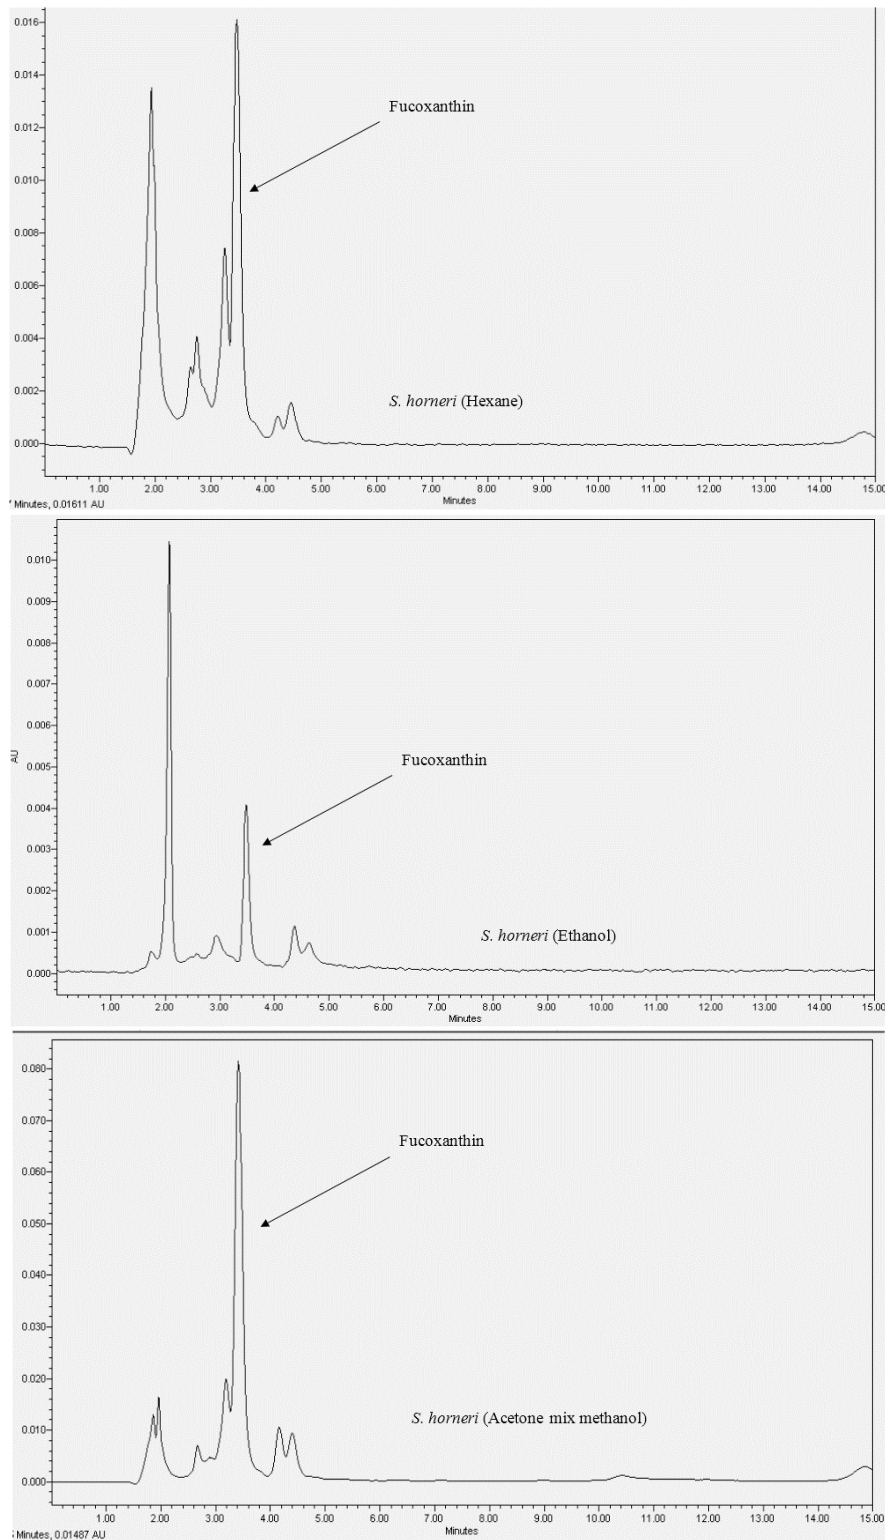 0.016
0.014
Fucoxanthin
0.012
0.010
0.008
0.006
0.004
0.002
S. horneri (Hexane)
0.000
1.00 2.00 3.00 4.00 5.00 6.00 7.00 8.00 9.00 10.00 11.00 12.00 13.00 14.00 15.00
Minutes
Minutes, 0.01611 AU
0.010
0.009
0.008
0.007
0.006
AU
0.005
Fucoxanthin
0.004
0.003
0.002
0.001
S. horneri (Ethanol)
0.000
1.00 2.00 3.00 4.00 5.00 6.00 7.00 8.00 9.00 10.00 11.00 12.00 13.00 14.00 15.00
Minutes
0.080
0.070
Fucoxanthin
0.060
0.050
0.040
0.030
0.020
0.010
S. horneri (Acetone mix methanol)
0.000
1.00 2.00 3.00 4.00 5.00 6.00 7.00 8.00 9.00 10.00 11.00 12.00 13.00 14.00 15.00
Minutes
Minutes, 0.01487 AU